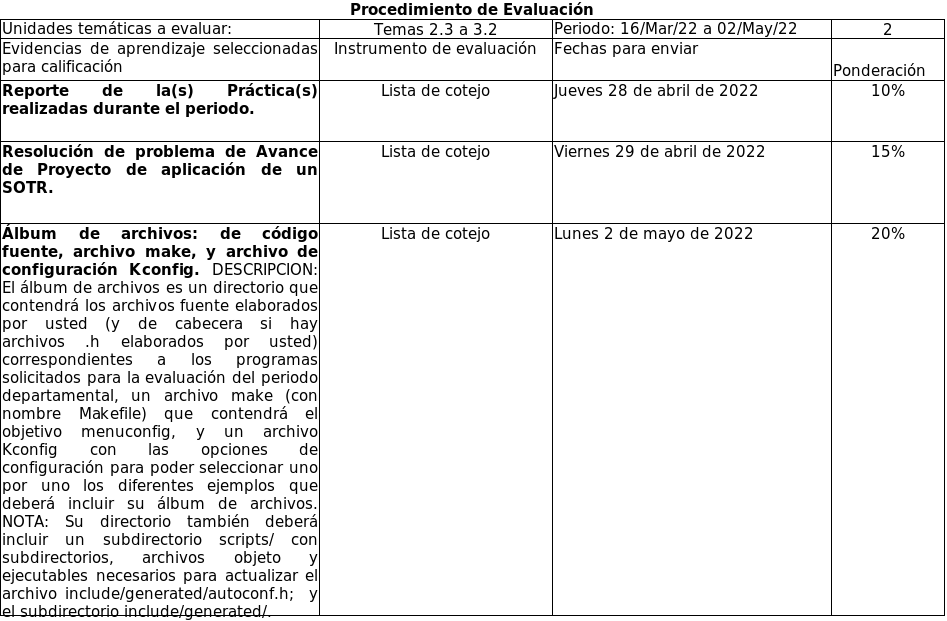 Procedimiento de Evaluación
Unidades temáticas a evaluar: Temas 2.3 a 3.2 Periodo: 16/Mar/22 a 02/May/22 2
Evidencias de aprendizaje seleccionadas para calificación Instrumento de evaluación Fechas para enviar Ponderación
Reporte de la(s) Práctica(s) Lista de cotejo Jueves 28 de abril de 2022 10%
realizadas durante el periodo.
Resolución de problema de Avance Lista de cotejo Viernes 29 de abril de 2022 15%
de Proyecto de aplicación de un
SOTR.
Álbum de archivos: de código Lista de cotejo Lunes 2 de mayo de 2022 20%
fuente, archivo make, y archivo de
configuración Kconfig. DESCRIPCION:
El álbum de archivos es un directorio que
contendrá los archivos fuente elaborados
por usted (y de cabecera si hay
archivos .h elaborados por usted)
correspondientes a los programas
solicitados para la evaluación del periodo
departamental, un archivo make (con
nombre Makefile) que contendrá el
objetivo menuconfig, y un archivo
Kconfig con las opciones de
configuración para poder seleccionar uno
por uno los diferentes ejemplos que
deberá incluir su álbum de archivos.
NOTA: Su directorio también deberá
incluir un subdirectorio scripts/ con
subdirectorios, archivos objeto y
ejecutables necesarios para actualizar el
archivo include/generated/autoconf.h; y
el subdirectorio include/generated/.